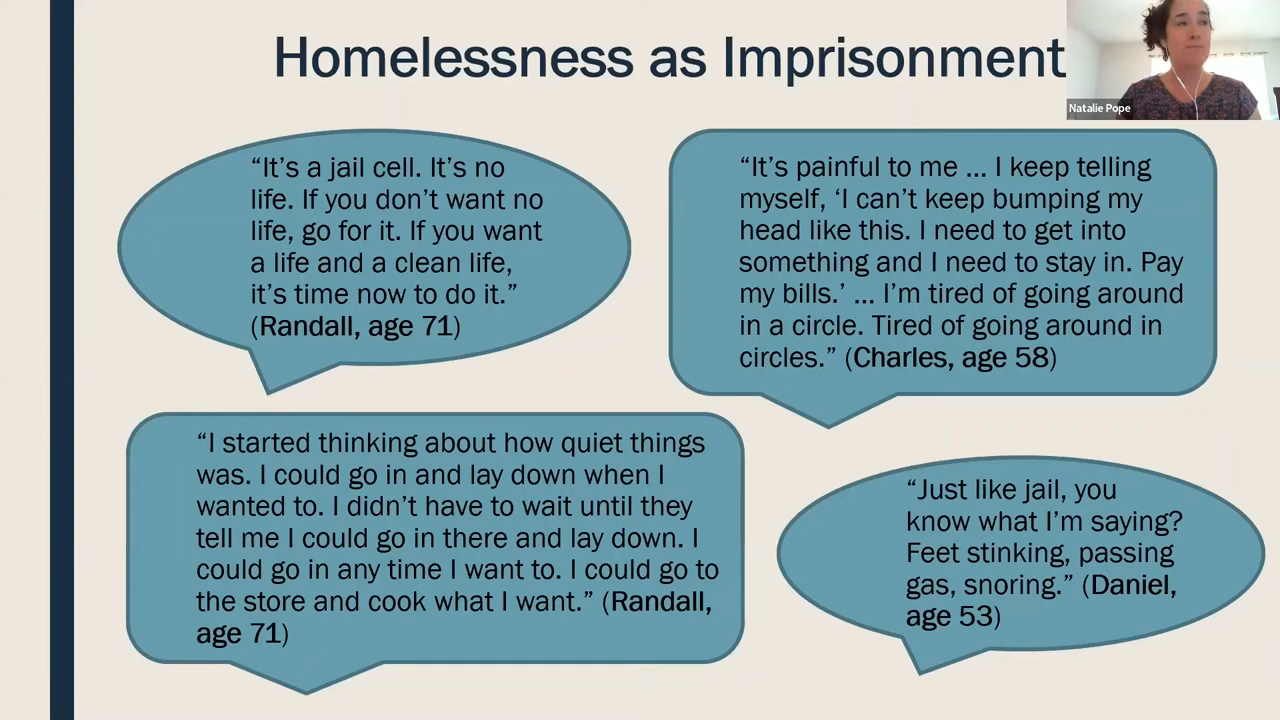 Homelessness as Imprisonment
Natalie Pope
“It’s a jail cell. It’s no
life. If you don’t want no
life, go for it. If you want
a life and a clean life,
it’s time now to do it.”
(Randall, age 71)
“It’s painful to me ... I keep telling
myself, ‘I can’t keep bumping my
head like this. I need to get into
something and I need to stay in. Pay
my bills.’ ... I’m tired of going around
in a circle. Tired of going around in
circles.” (Charles, age 58)
“I started thinking about how quiet things
was. I could go in and lay down when I
wanted to. I didn’t have to wait until they
tell me I could go in there and lay down. I
could go in any time I want to. I could go to
the store and cook what I want.” (Randall,
age 71)
“Just like jail, you
know what I’m saying?
Feet stinking, passing
gas, snoring.” (Daniel,
age 53)